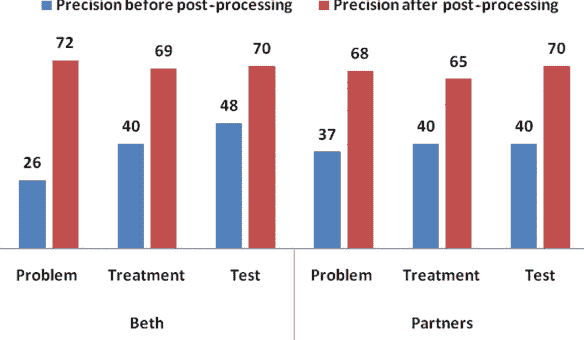 Precision before post-processing Precision after post-processing
72 69 70 68 65 70
26 40 48 37 40 40
Problem Treatment Test Problem Treatment Test
Beth Partners